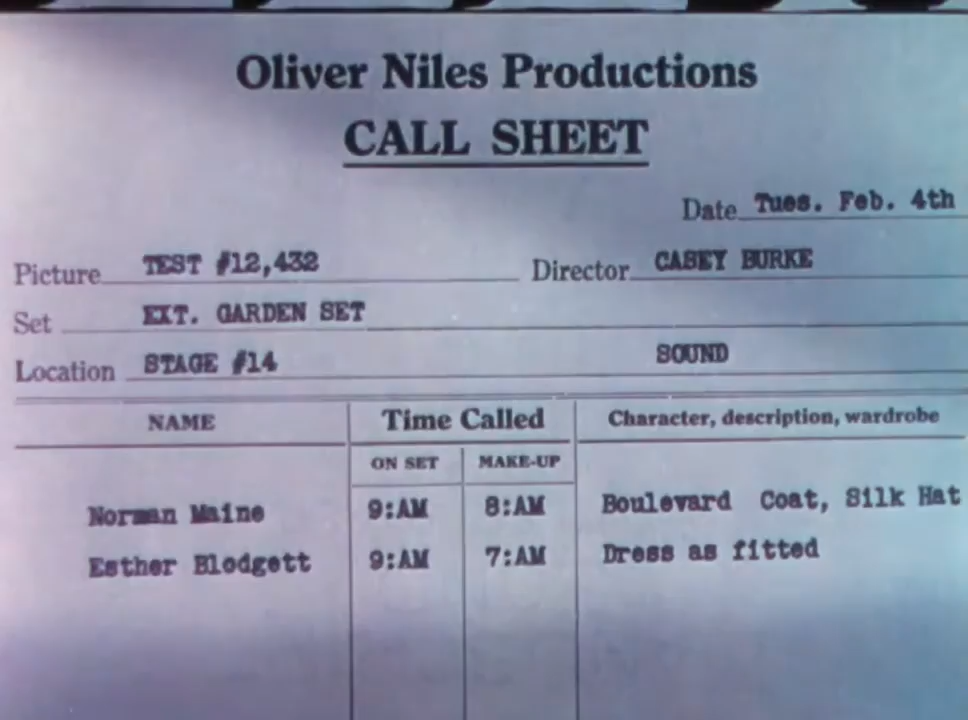 Oliver Niles Productions
CALL SHEET
Date Tues. Feb. 4th
Picture TEST #12,432 Director CASEY BURKE
Set EXT. GARDEN SET
Location STAGE #14 SOUND
NAME Time Called Character, description, wardrobe
ON SET MAKE-UP
Norman Maine 9:AM 8:AM Boulevard Coat, Silk Hat
Esther Blodgett 9:AM 7:AM Dress as fitted